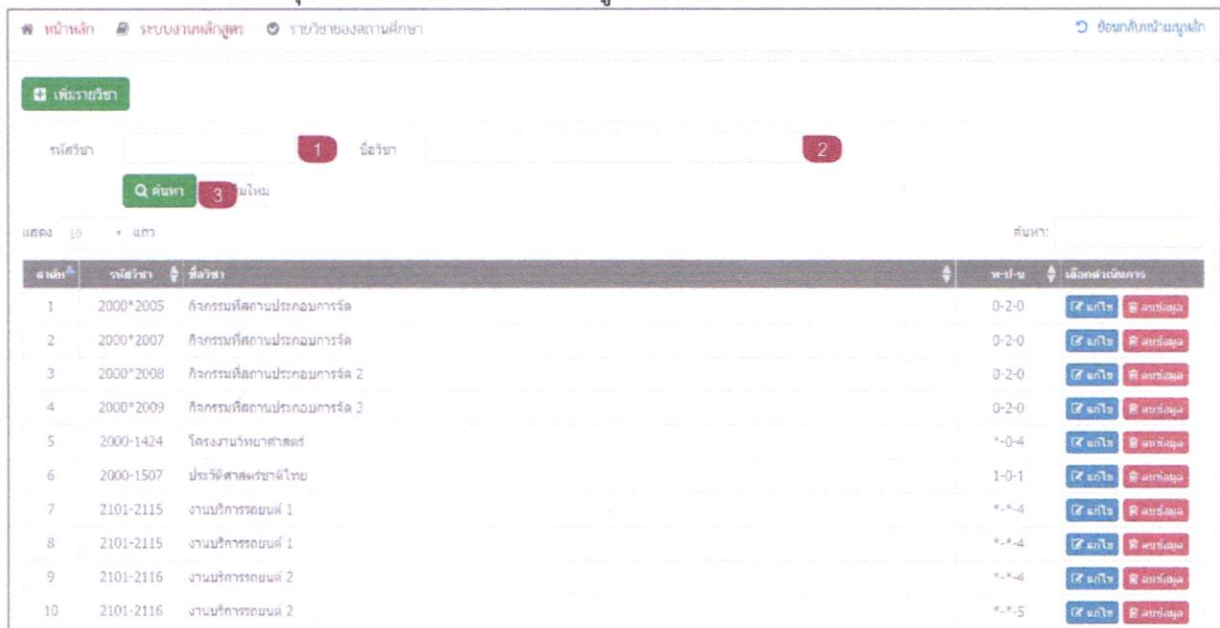 หน้าหลัก ระบบงานหลักสูตร รายวิชาของสถานศึกษา ย้อนกลับหน้าเมนูหลัก
เพิ่มรายวิชา
รหัสวิชา 1 ชื่อวิชา 2
ค้นหา 3
แสดง 10 แถว ค้นหา:
ลำดับ รหัสวิชา ชื่อวิชา ท-ป-น เลือกดำเนินการ
1 2000*2005 กิจกรรมที่สถานประกอบการจัด 0-2-0 แก้ไข ลบข้อมูล
2 2000*2007 กิจกรรมที่สถานประกอบการจัด 0-2-0 แก้ไข ลบข้อมูล
3 2000*2008 กิจกรรมที่สถานประกอบการจัด 2 0-2-0 แก้ไข ลบข้อมูล
4 2000*2009 กิจกรรมที่สถานประกอบการจัด 3 0-2-0 แก้ไข ลบข้อมูล
5 2000-1424 โครงงานวิทยาศาสตร์ *-0-4 แก้ไข ลบข้อมูล
6 2000-1507 ประวัติศาสตร์ชาติไทย 1-0-1 แก้ไข ลบข้อมูล
7 2101-2115 งานบริการรถยนต์ 1 *-*-4 แก้ไข ลบข้อมูล
8 2101-2115 งานบริการรถยนต์ 1 *-*-4 แก้ไข ลบข้อมูล
9 2101-2116 งานบริการรถยนต์ 2 *-*-4 แก้ไข ลบข้อมูล
10 2101-2116 งานบริการรถยนต์ 2 *-*-5 แก้ไข ลบข้อมูล